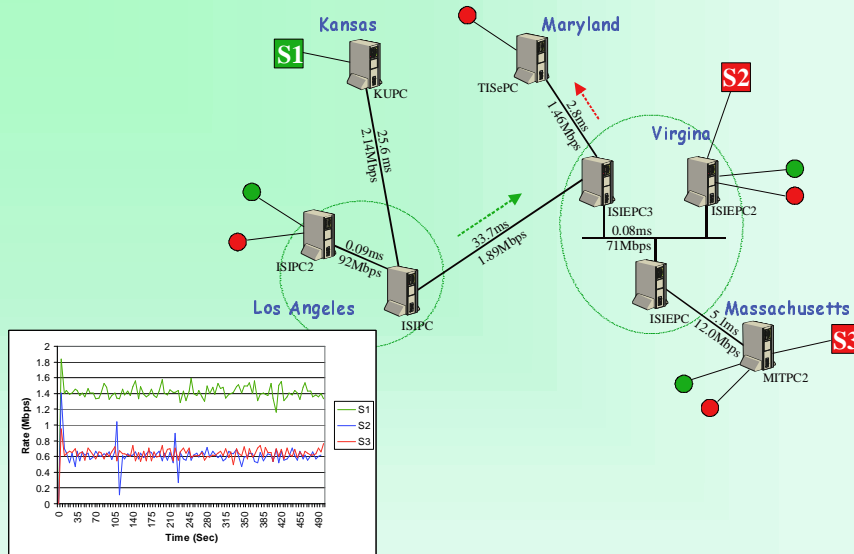 Kansas
Maryland
S1
KUPC
TISePC
S2
25.6 ms
2.14Mbps
2.8ms
1.46Mbps
Virgina
ISIEPC3
ISIEPC2
33.7ms
1.89Mbps
0.08ms
71Mbps
ISIPC2
0.09ms
92Mbps
ISIPC
Los Angeles
ISIEPC
Massachusetts
5.1ms
12.0Mbps
S3
MITPC2
Rate (Mbps)
2
1.8
1.6
1.4
1.2
1
0.8
0.6
0.4
0.2
0
S1
S2
S3
0 35 70 105 145 180 210 245 280 315 350 385 420 455 490
Time (Sec)